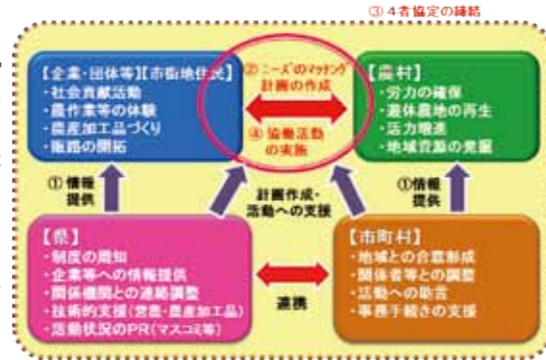 ③ 4者協定の締結
【企業・団体等】【市街地住民】
・社会貢献活動
・農作業等の体験
・農産加工品づくり
・販路の開拓
②ニーズのマッチング
計画の作成
④ 協働活動
の実施
【農村】
・労力の確保
・遊休農地の再生
・活力増進
・地域資源の発掘
①情報
提供
計画作成・
活動への支援
①情報
提供
【県】
・制度の周知
・企業等への情報提供
・関係機関との連絡調整
・技術的支援(営農・農産加工品)
・活動状況のPR(マスコミ等)
連携
【市町村】
・地域との合意形成
・関係者等との調整
・活動への助言
・事務手続きの支援